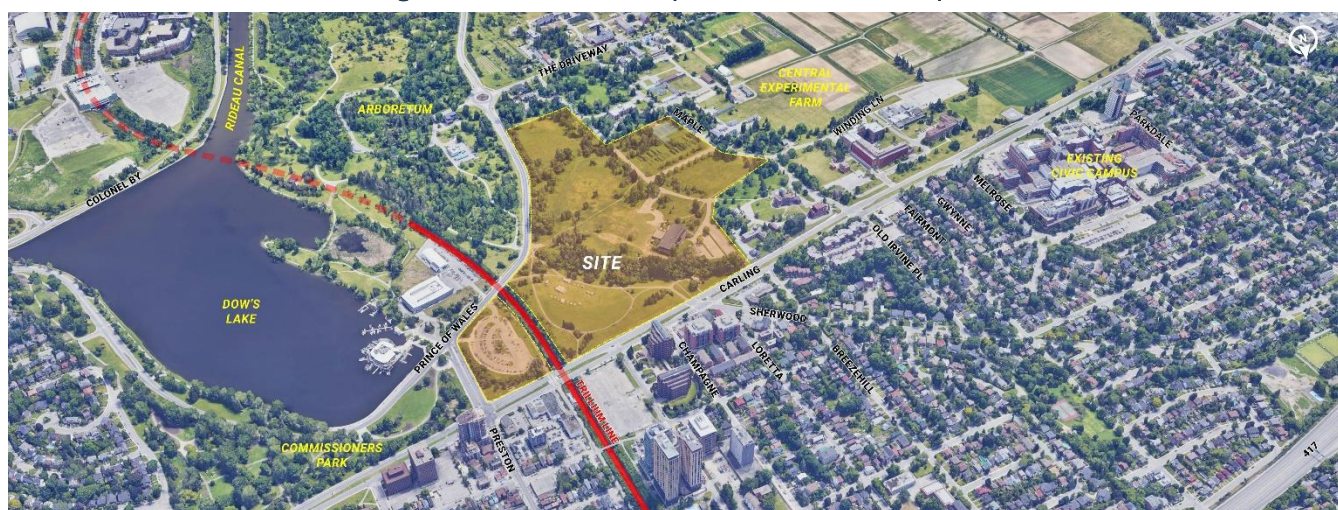 THE DRIVEWAY
RIDEAU CANAL
ARBORETUM
MAPLE
CENTRAL
EXPERIMENTAL
FARM
WINDING LN
PARKDALE
EXISTING
CIVIC CAMPUS
MELROSE
GWYNNE
FAIRMONT
OLD IRVINE PL
COLONEL BY
SITE
CARLING
DOW'S
LAKE
PRINCE OF WALES
SHERWOOD
CHAMPAGNE
LORETTA
BREEZEHILL
TRILLIUM LINE
PRESTON
COMMISSIONERS
PARK
417